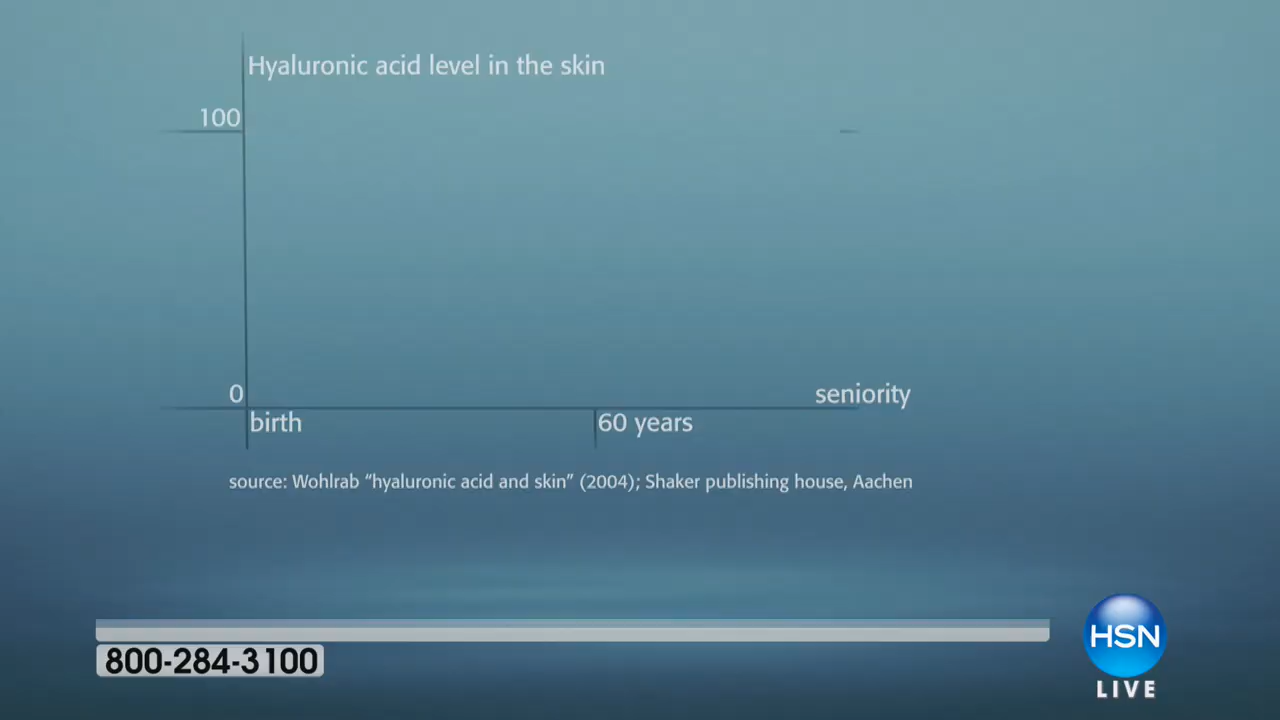 Hyaluronic acid level in the skin
100
0
seniority
birth
60 years
source: Wohlrab “hyaluronic acid and skin” (2004); Shaker publishing house, Aachen
HSN
LIVE
800-284-3100